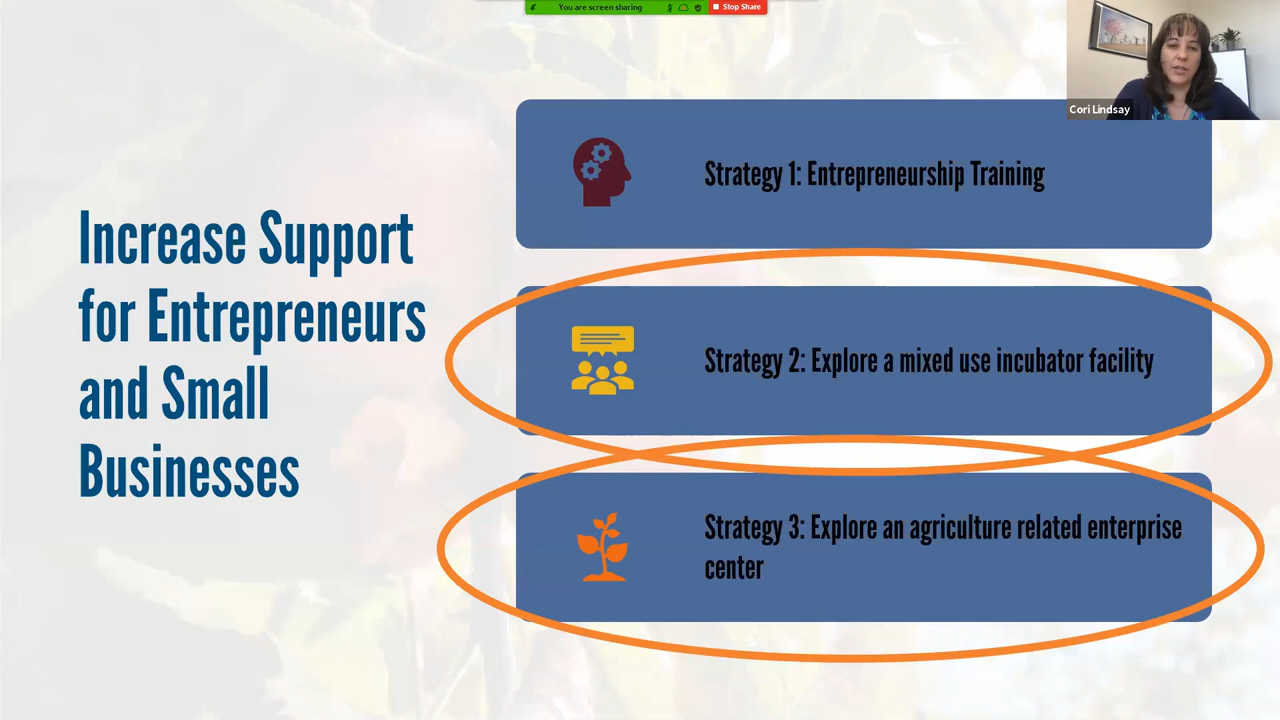 You are screen sharing
Stop Share
Cori Lindsay
Increase Support
for Entrepreneurs
and Small
Businesses
Strategy 1: Entrepreneurship Training
Strategy 2: Explore a mixed use incubator facility
Strategy 3: Explore an agriculture related enterprise
center